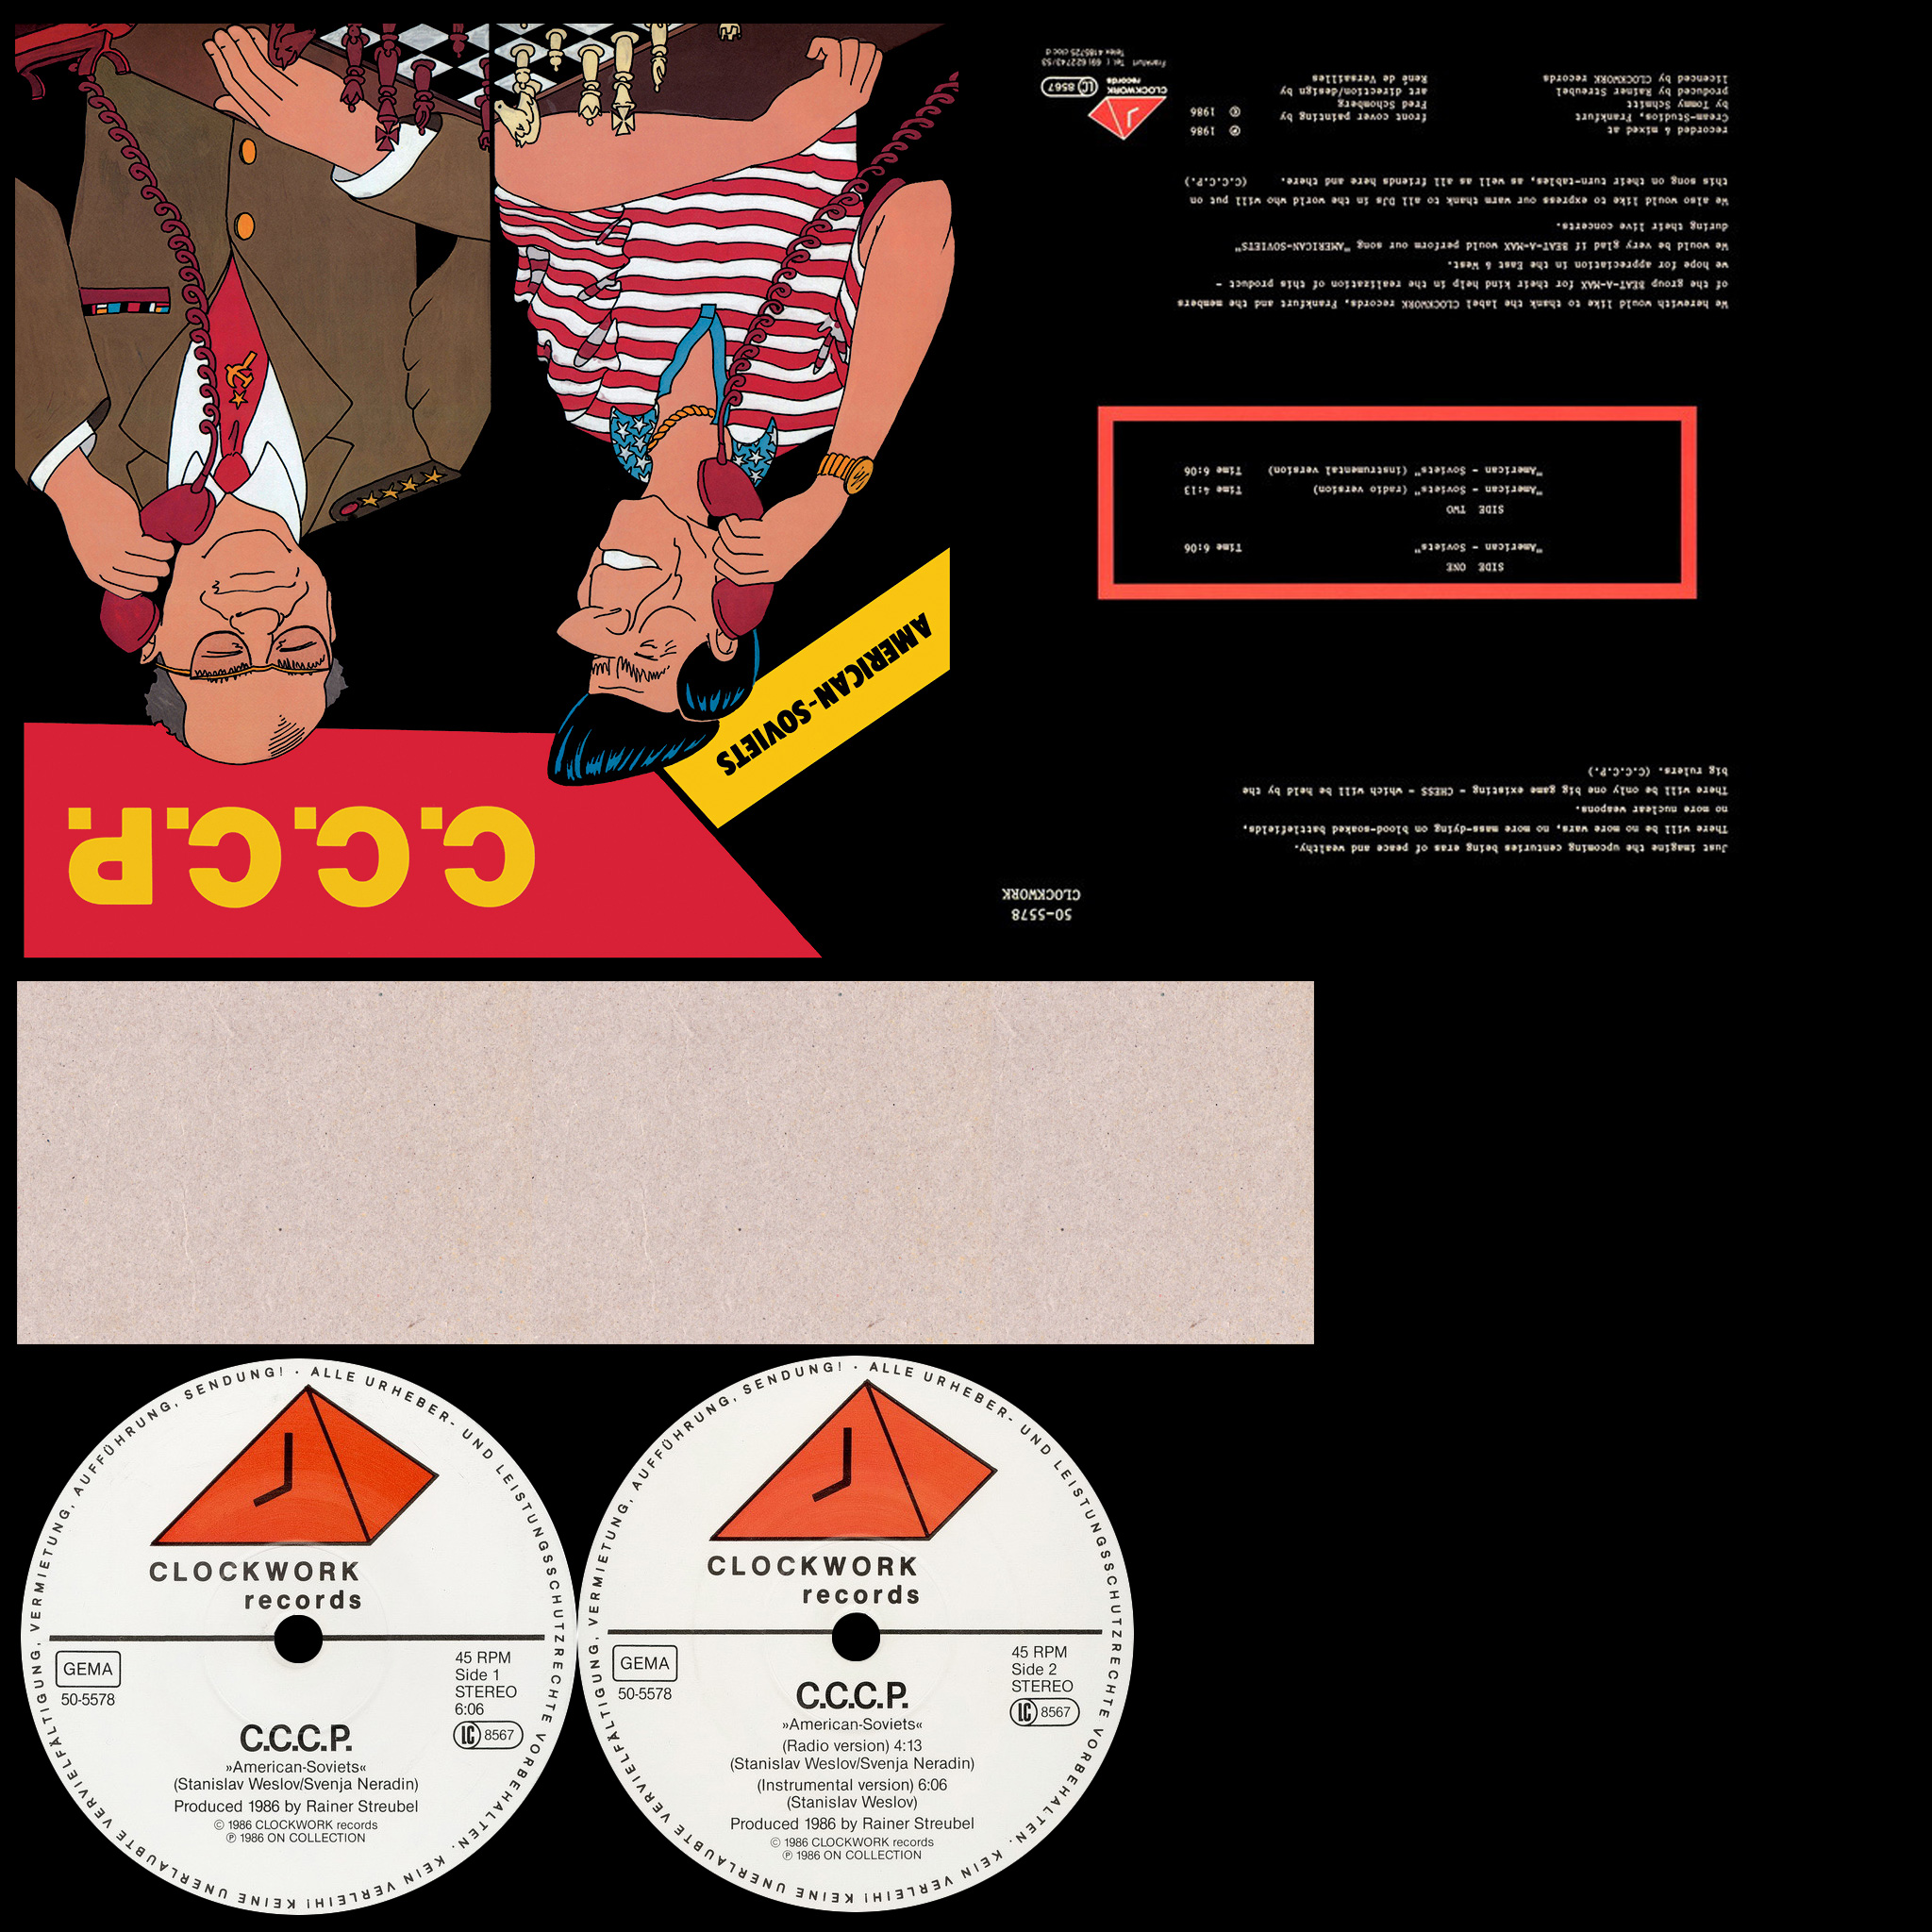 C.C.C.P.
AMERICAN-SOVIETS
50-5578
CLOCKWORK
Just imagine the upcoming centuries being eras of peace and wealthy.
There will be no more wars, no more mass-dying on blood-soaked battlefields,
no more nuclear weapons.
There will be only one big game existing - CHESS - which will be held by the
big rulers. (C.C.C.P.)
SIDE ONE
"American - Soviets" Time 6:06
SIDE TWO
"American - Soviets" (radio version) Time 4:13
"American - Soviets" (instrumental version) Time 6:06
We herewith would like to thank the label CLOCKWORK records, Frankfurt and the members
of the group BEAT-A-MAX for their kind help in the realization of this product -
we hope for appreciation in the East & West.
We would be very glad if BEAT-A-MAX would perform our song "AMERICAN-SOVIETS"
during their live concerts.
We also would like to express our warm thank to all DJs in the world who will put on
this song on their turn-tables, as well as all friends here and there. (C.C.C.P.)
recorded & mixed at
Cream-Studios, Frankfurt
by Tommy Schmitt
produced by Rainer Streubel
licenced by CLOCKWORK records
front cover painting by
Fred Schomberg
art direction/design by
René de Versailles
℗ 1986
© 1986
CLOCKWORK
records
LC 8567
Frankfurt Tel. ( 69) 622743/53
Telex 4185725 cloc d
ALLE URHEBER- UND LEISTUNGSSCHUTZRECHTE VORBEHALTEN. KEIN VERLEIH! KEINE UNERLAUBTE VERVIELFÄLTIGUNG, VERMIETUNG, AUFFÜHRUNG, SENDUNG! ·
CLOCKWORK
records
GEMA
50-5578
45 RPM
Side 1
STEREO
6:06
LC 8567
C.C.C.P.
»American-Soviets«
(Stanislav Weslov/Svenja Neradin)
Produced 1986 by Rainer Streubel
© 1986 CLOCKWORK records
℗ 1986 ON COLLECTION
ALLE URHEBER- UND LEISTUNGSSCHUTZRECHTE VORBEHALTEN. KEIN VERLEIH! KEINE UNERLAUBTE VERVIELFÄLTIGUNG, VERMIETUNG, AUFFÜHRUNG, SENDUNG! ·
CLOCKWORK
records
GEMA
50-5578
45 RPM
Side 2
STEREO
LC 8567
C.C.C.P.
»American-Soviets«
(Radio version) 4:13
(Stanislav Weslov/Svenja Neradin)
(Instrumental version) 6:06
(Stanislav Weslov)
Produced 1986 by Rainer Streubel
© 1986 CLOCKWORK records
℗ 1986 ON COLLECTION